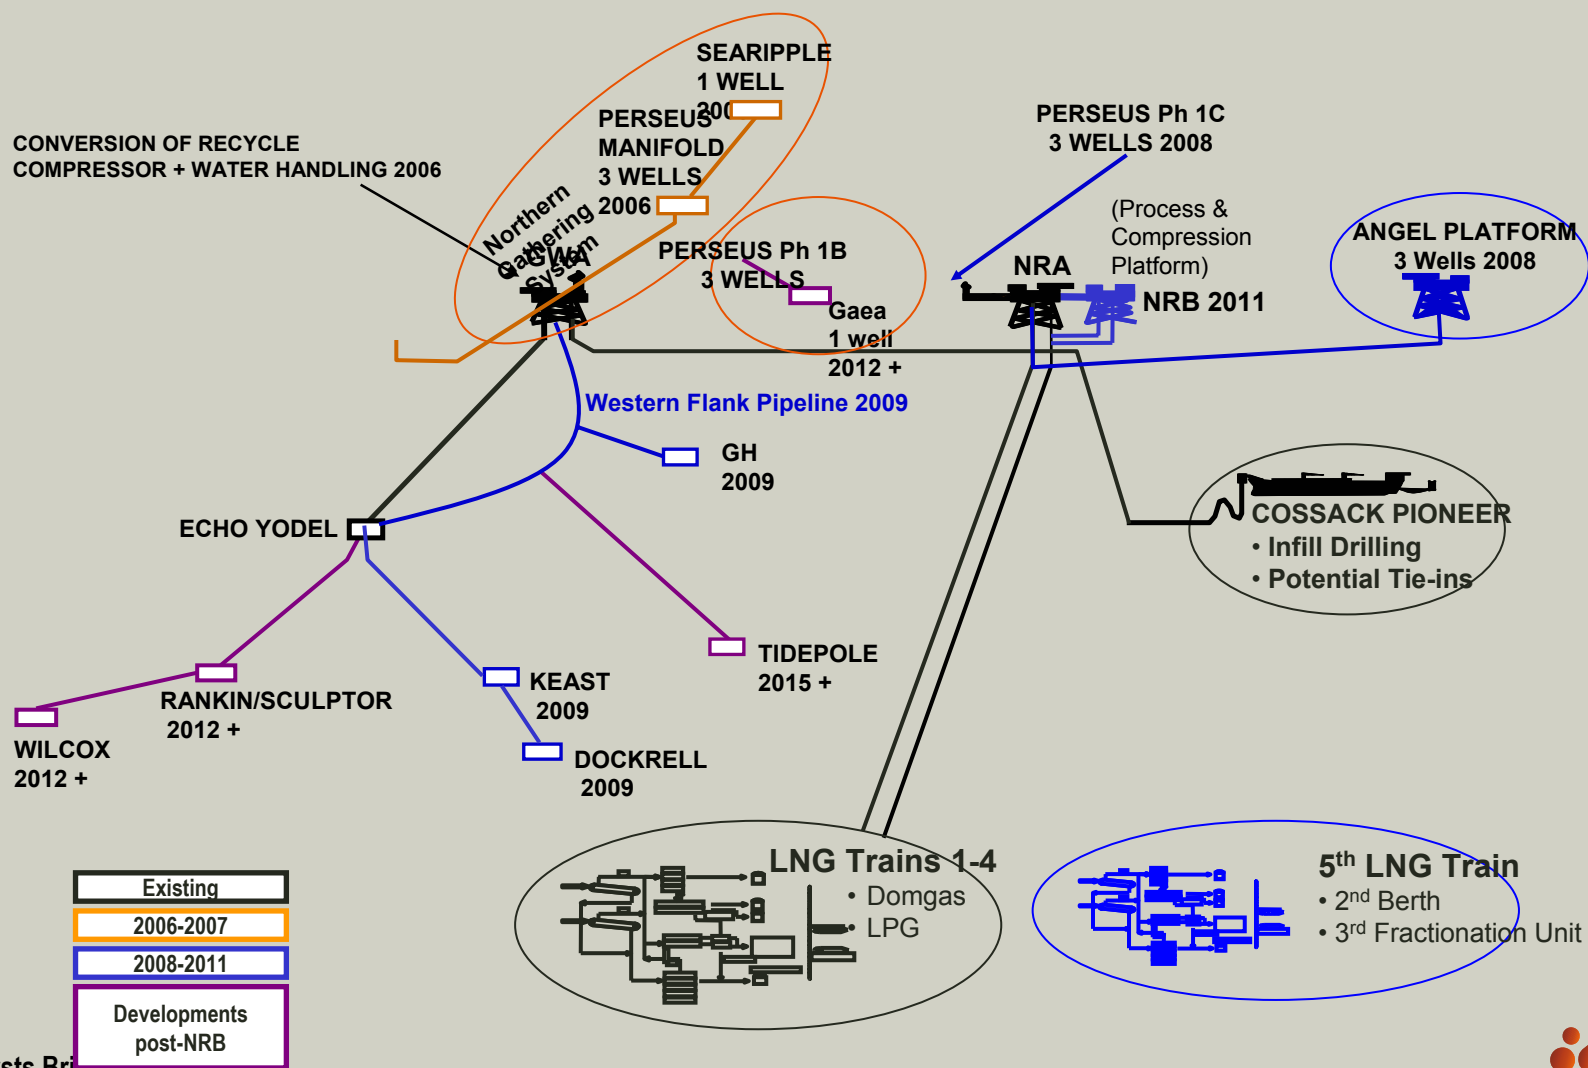 SEARIPPLE
1 WELL
PERSEUS
MANIFOLD
3 WELLS
2006
CONVERSION OF RECYCLE
COMPRESSOR + WATER HANDLING 2006
Northern
Gathering
System
PERSEUS Ph 1B
3 WELLS
Gaea
1 well
2012 +
PERSEUS Ph 1C
3 WELLS 2008
(Process &
Compression
Platform)
NRA
NRB 2011
ANGEL PLATFORM
3 Wells 2008
Western Flank Pipeline 2009
GH
2009
ECHO YODEL
COSSACK PIONEER
• Infill Drilling
• Potential Tie-ins
TIDEPOLE
2015 +
KEAST
2009
DOCKRELL
2009
RANKIN/SCULPTOR
2012 +
WILCOX
2012 +
LNG Trains 1-4
• Domgas
• LPG
5th LNG Train
• 2nd Berth
• 3rd Fractionation Unit
Existing
2006-2007
2008-2011
Developments
post-NRB